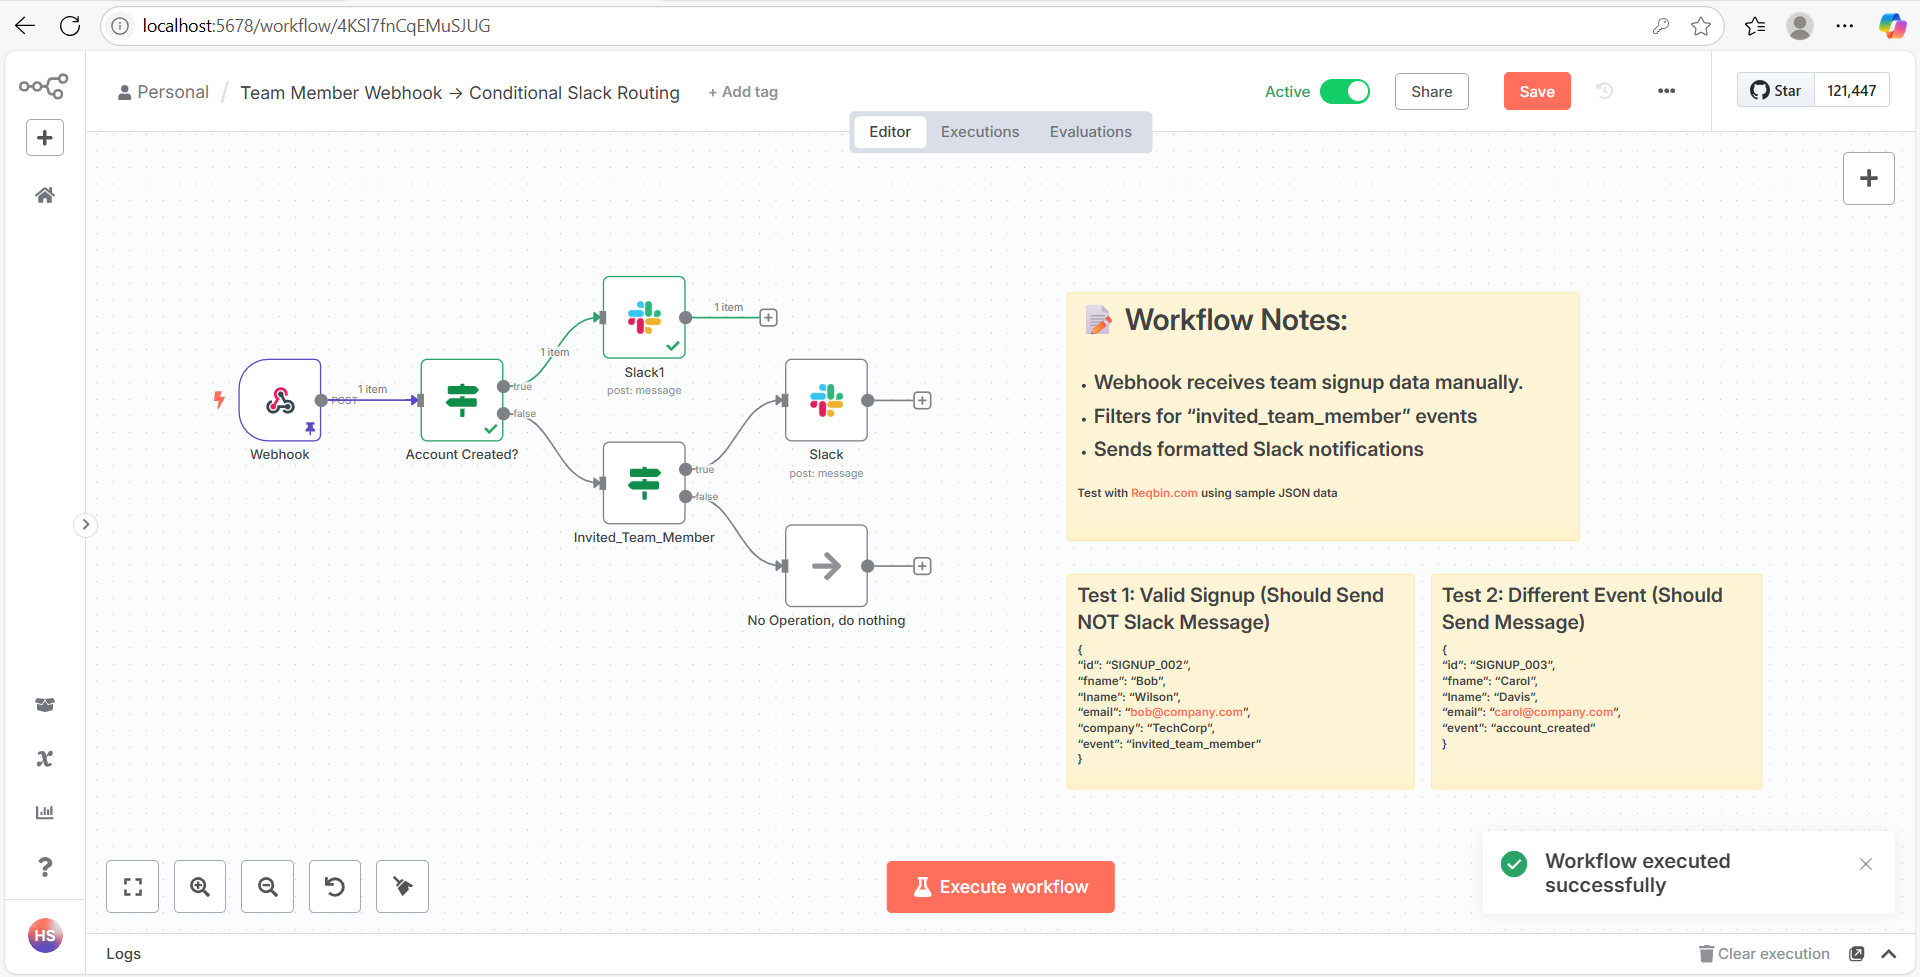 localhost:5678/workflow/4KSl7fnCqEMuSJUG
Personal / Team Member Webhook → Conditional Slack Routing + Add tag
Active Share Save ••• Star 121,447
Editor Executions Evaluations
1 item
1 item
Slack1
post: message
1 item
POST
true
false
Webhook
Account Created?
Slack
post: message
true
false
Invited_Team_Member
No Operation, do nothing
📝 Workflow Notes:
• Webhook receives team signup data manually.
• Filters for “invited_team_member” events
• Sends formatted Slack notifications
Test with Reqbin.com using sample JSON data
Test 1: Valid Signup (Should Send
NOT Slack Message)
{
“id”: “SIGNUP_002”,
“fname”: “Bob”,
“lname”: “Wilson”,
“email”: “bob@company.com”,
“company”: “TechCorp”,
“event”: “invited_team_member”
}
Test 2: Different Event (Should
Send Message)
{
“id”: “SIGNUP_003”,
“fname”: “Carol”,
“lname”: “Davis”,
“email”: “carol@company.com”,
“event”: “account_created”
}
Execute workflow
Workflow executed
successfully
HS
Logs
Clear execution